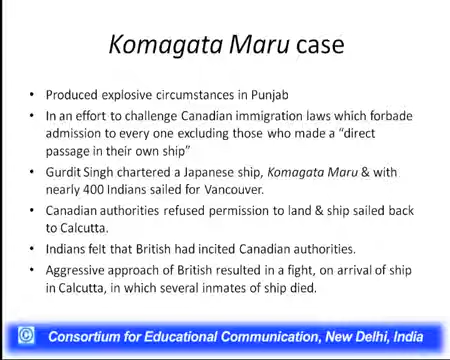 Komagata Maru case
• Produced explosive circumstances in Punjab
• In an effort to challenge Canadian immigration laws which forbade
admission to every one excluding those who made a “direct
passage in their own ship”
• Gurdit Singh chartered a Japanese ship, Komagata Maru & with
nearly 400 Indians sailed for Vancouver.
• Canadian authorities refused permission to land & ship sailed back
to Calcutta.
• Indians felt that British had incited Canadian authorities.
• Aggressive approach of British resulted in a fight, on arrival of ship
in Calcutta, in which several inmates of ship died.
© Consortium for Educational Communication, New Delhi, India